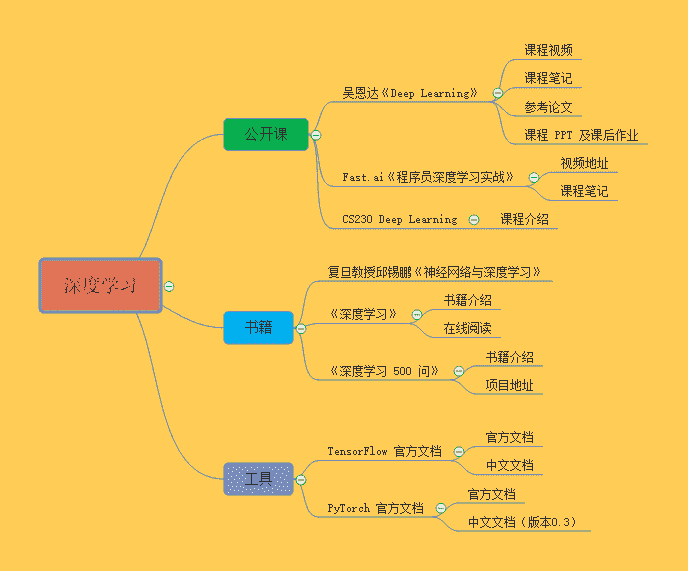 深度学习
公开课
吴恩达《Deep Learning》
课程视频
课程笔记
参考论文
课程 PPT 及课后作业
Fast.ai《程序员深度学习实战》
视频地址
课程笔记
CS230 Deep Learning
课程介绍
书籍
复旦教授邱锡鹏《神经网络与深度学习》
《深度学习》
书籍介绍
在线阅读
《深度学习 500 问》
书籍介绍
项目地址
工具
TensorFlow 官方文档
官方文档
中文文档
PyTorch 官方文档
官方文档
中文文档（版本0.3）